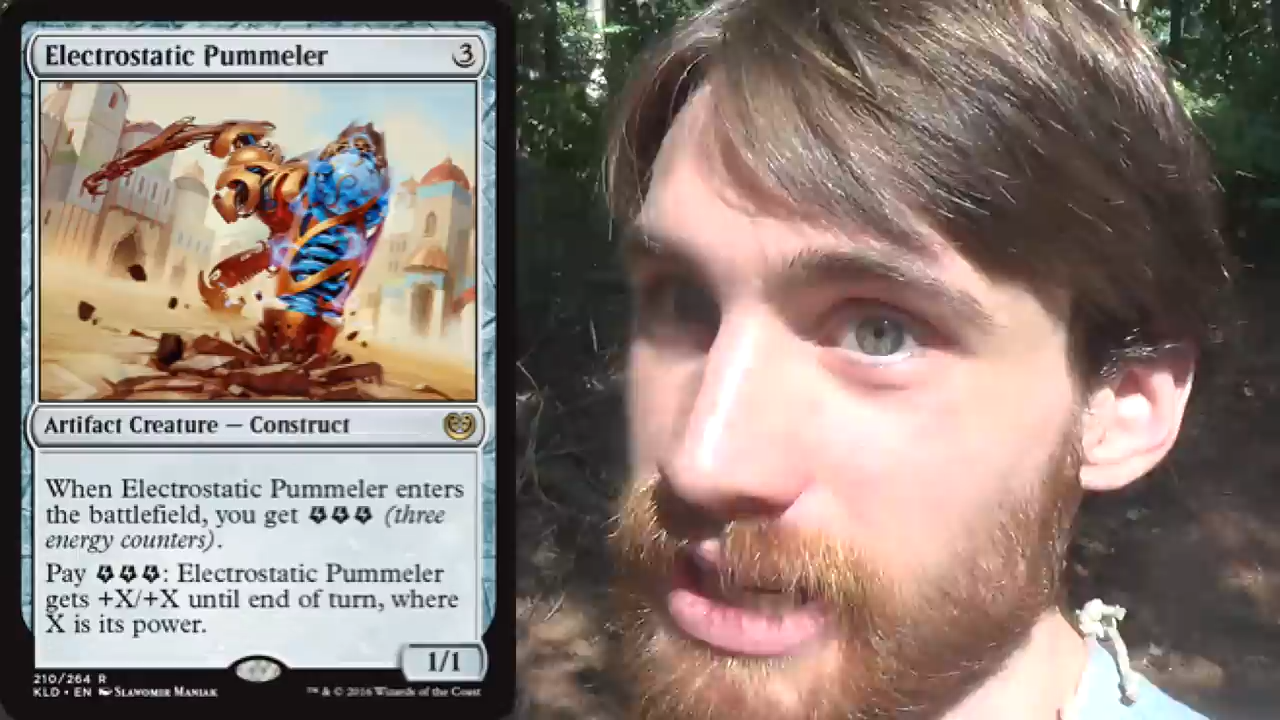 Electrostatic Pummeler 3
Artifact Creature — Construct
When Electrostatic Pummeler enters
the battlefield, you get (three
energy counters).
Pay : Electrostatic Pummeler
gets +X/+X until end of turn, where
X is its power.
1/1
210/264 R
KLD • EN Slawomir Maniak
™ & © 2016 Wizards of the Coast